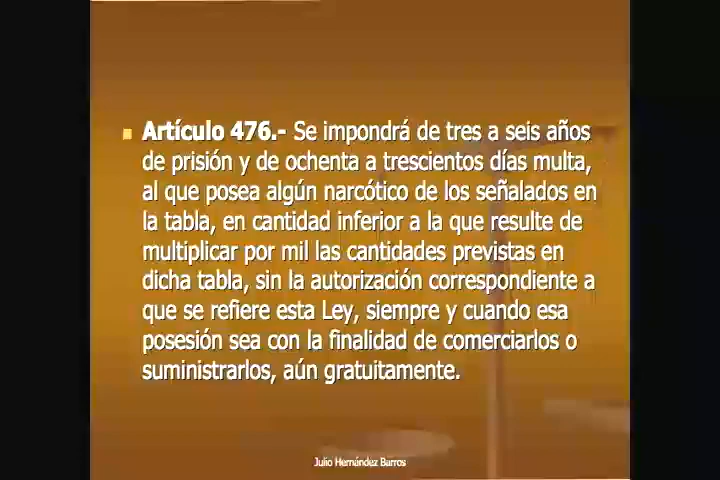 Artículo 476.- Se impondrá de tres a seis años
de prisión y de ochenta a trescientos días multa,
al que posea algún narcótico de los señalados en
la tabla, en cantidad inferior a la que resulte de
multiplicar por mil las cantidades previstas en
dicha tabla, sin la autorización correspondiente a
que se refiere esta Ley, siempre y cuando esa
posesión sea con la finalidad de comerciarlos o
suministrarlos, aún gratuitamente.
Julio Hernández Barros